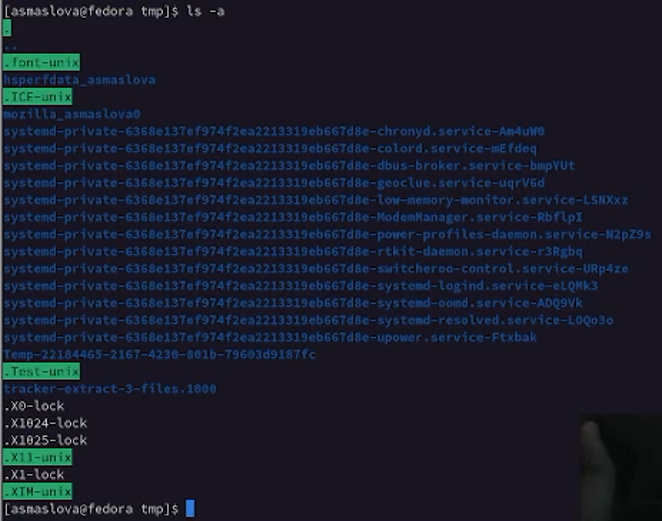 [asmaslova@fedora tmp]$ ls -a
.
..
.font-unix
hsperfdata_asmaslova
.ICE-unix
mozilla_asmaslova0
systemd-private-6368e137ef974f2ea2213319eb667d8e-chronyd.service-Am4uW0
systemd-private-6368e137ef974f2ea2213319eb667d8e-colord.service-mEfdeq
systemd-private-6368e137ef974f2ea2213319eb667d8e-dbus-broker.service-bmpYUt
systemd-private-6368e137ef974f2ea2213319eb667d8e-geoclue.service-uqrV6d
systemd-private-6368e137ef974f2ea2213319eb667d8e-low-memory-monitor.service-LSNXxz
systemd-private-6368e137ef974f2ea2213319eb667d8e-ModemManager.service-RbflpI
systemd-private-6368e137ef974f2ea2213319eb667d8e-power-profiles-daemon.service-N2pZ9s
systemd-private-6368e137ef974f2ea2213319eb667d8e-rtkit-daemon.service-r3Rgbq
systemd-private-6368e137ef974f2ea2213319eb667d8e-switcheroo-control.service-URp4ze
systemd-private-6368e137ef974f2ea2213319eb667d8e-systemd-logind.service-eLQMk3
systemd-private-6368e137ef974f2ea2213319eb667d8e-systemd-oomd.service-ADQ9Vk
systemd-private-6368e137ef974f2ea2213319eb667d8e-systemd-resolved.service-LOQo3o
systemd-private-6368e137ef974f2ea2213319eb667d8e-upower.service-Ftxbak
Temp-22184465-2167-4230-801b-79603d9187fc
.Test-unix
tracker-extract-3-files.1000
.X0-lock
.X1024-lock
.X1025-lock
.X11-unix
.X1-lock
.XIM-unix
[asmaslova@fedora tmp]$